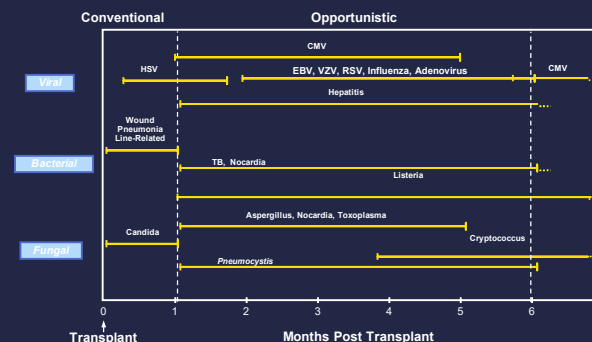 Conventional
Opportunistic
CMV
HSV
EBV, VZV, RSV, Influenza, Adenovirus
CMV
Viral
Hepatitis
Wound
Pneumonia
Line-Related
Bacterial
TB, Nocardia
Listeria
Aspergillus, Nocardia, Toxoplasma
Candida
Cryptococcus
Fungal
Pneumocystis
0 1 2 3 4 5 6
Transplant
Months Post Transplant